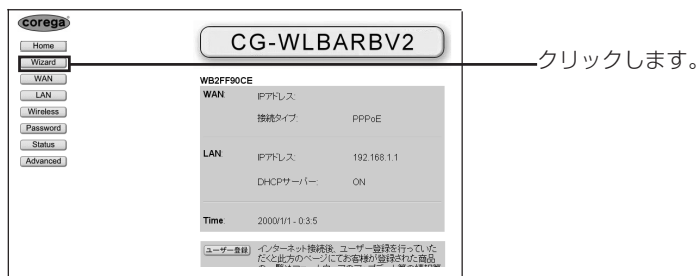 corega
CG-WLBARBV2
Home
Wizard
クリックします。
WAN
LAN
Wireless
Password
Status
Advanced
WB2FF90CE
WAN: IPアドレス:
接続タイプ: PPPoE
LAN: IPアドレス: 192.168.1.1
DHCPサーバー: ON
Time: 2000/1/1 - 0:3:5
ユーザー登録
インターネット接続後、ユーザー登録を行っていた
だくと此方のページにてお客様が登録された商品